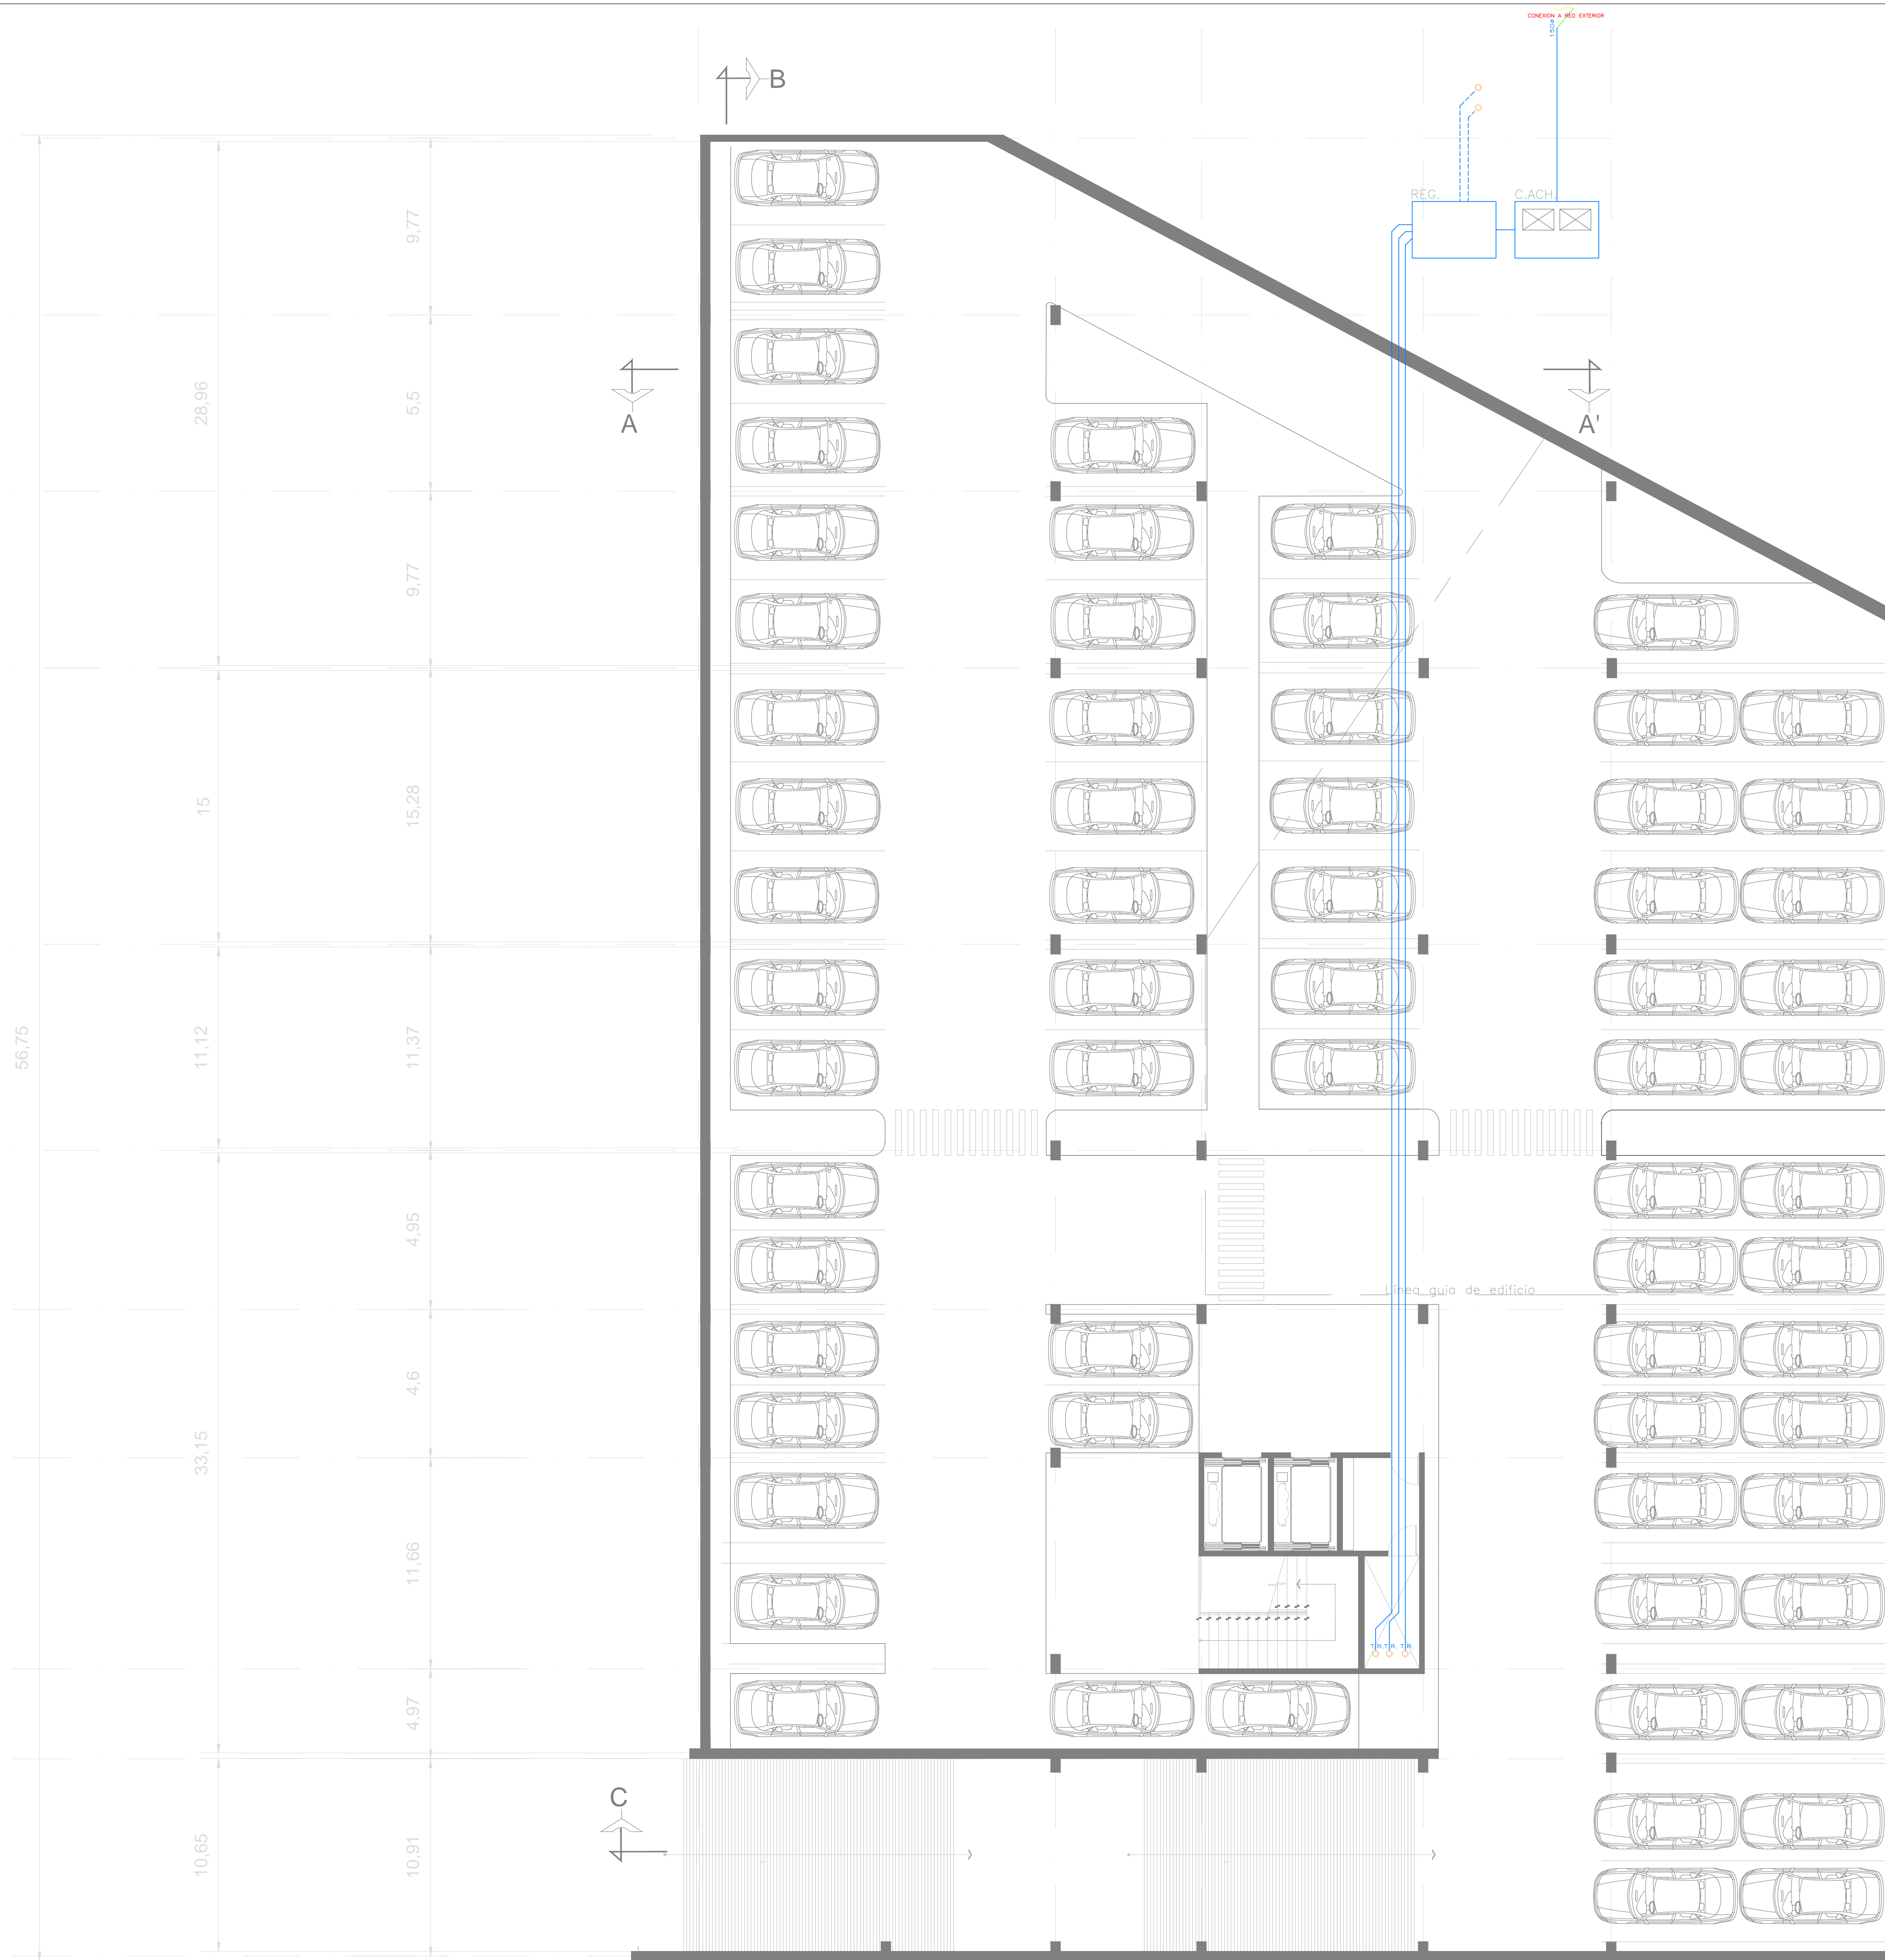 CONEXION A RED EXTERIOR
150ø
B
REG.
C.ACH.
9,77
28,96
5,5
A
A'
9,77
15
15,28
56,75
11,12
11,37
4,95
Línea guia de edificio
4,6
33,15
11,66
T.R. T.R. T.R.
4,97
C
10,65
10,91